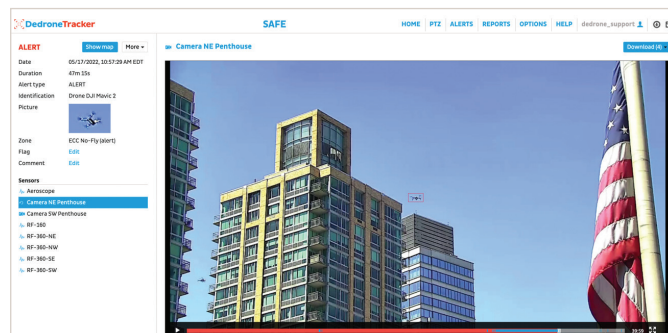 DedroneTracker
SAFE
HOME
PTZ
ALERTS
REPORTS
OPTIONS
HELP
dedrone_support
ALERT
Show map
More
Date 05/17/2022, 10:57:29 AM EDT
Duration 47m 15s
Alert type ALERT
Identification Drone DJI Mavic 2
Picture
Zone ECC No-Fly (alert)
Flag Edit
Comment Edit
Sensors
Aeroscope
Camera NE Penthouse
Camera SW Penthouse
RF-160
RF-360-NE
RF-360-NW
RF-360-SE
RF-360-SW
Camera NE Penthouse
Download (4)
39:59